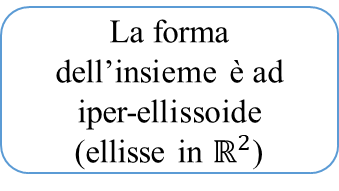 La forma
dell’insieme è ad
iper-ellissoide
(ellisse in ℝ²)